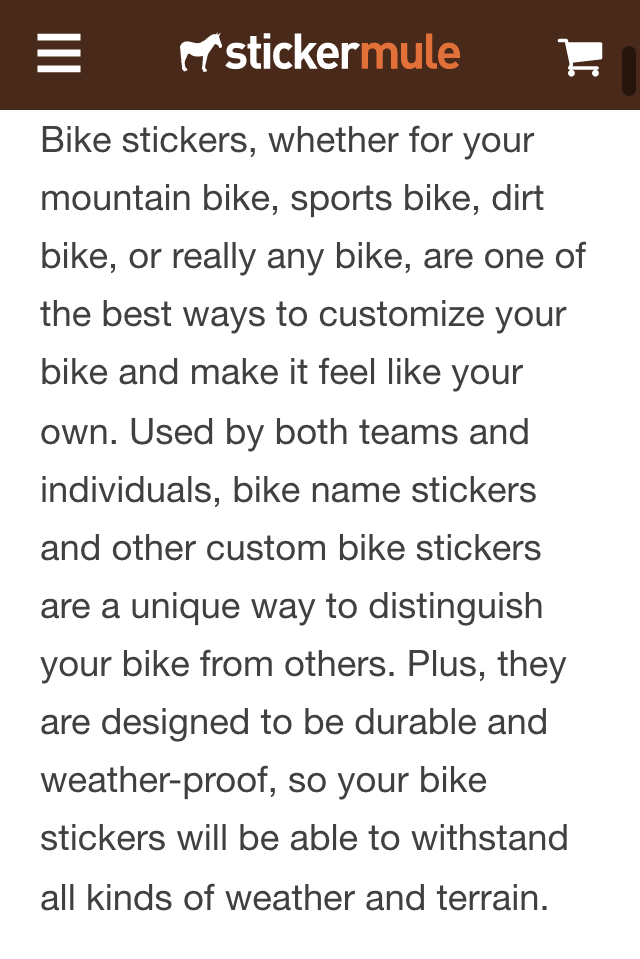 stickermule
Bike stickers, whether for your
mountain bike, sports bike, dirt
bike, or really any bike, are one of
the best ways to customize your
bike and make it feel like your
own. Used by both teams and
individuals, bike name stickers
and other custom bike stickers
are a unique way to distinguish
your bike from others. Plus, they
are designed to be durable and
weather-proof, so your bike
stickers will be able to withstand
all kinds of weather and terrain.